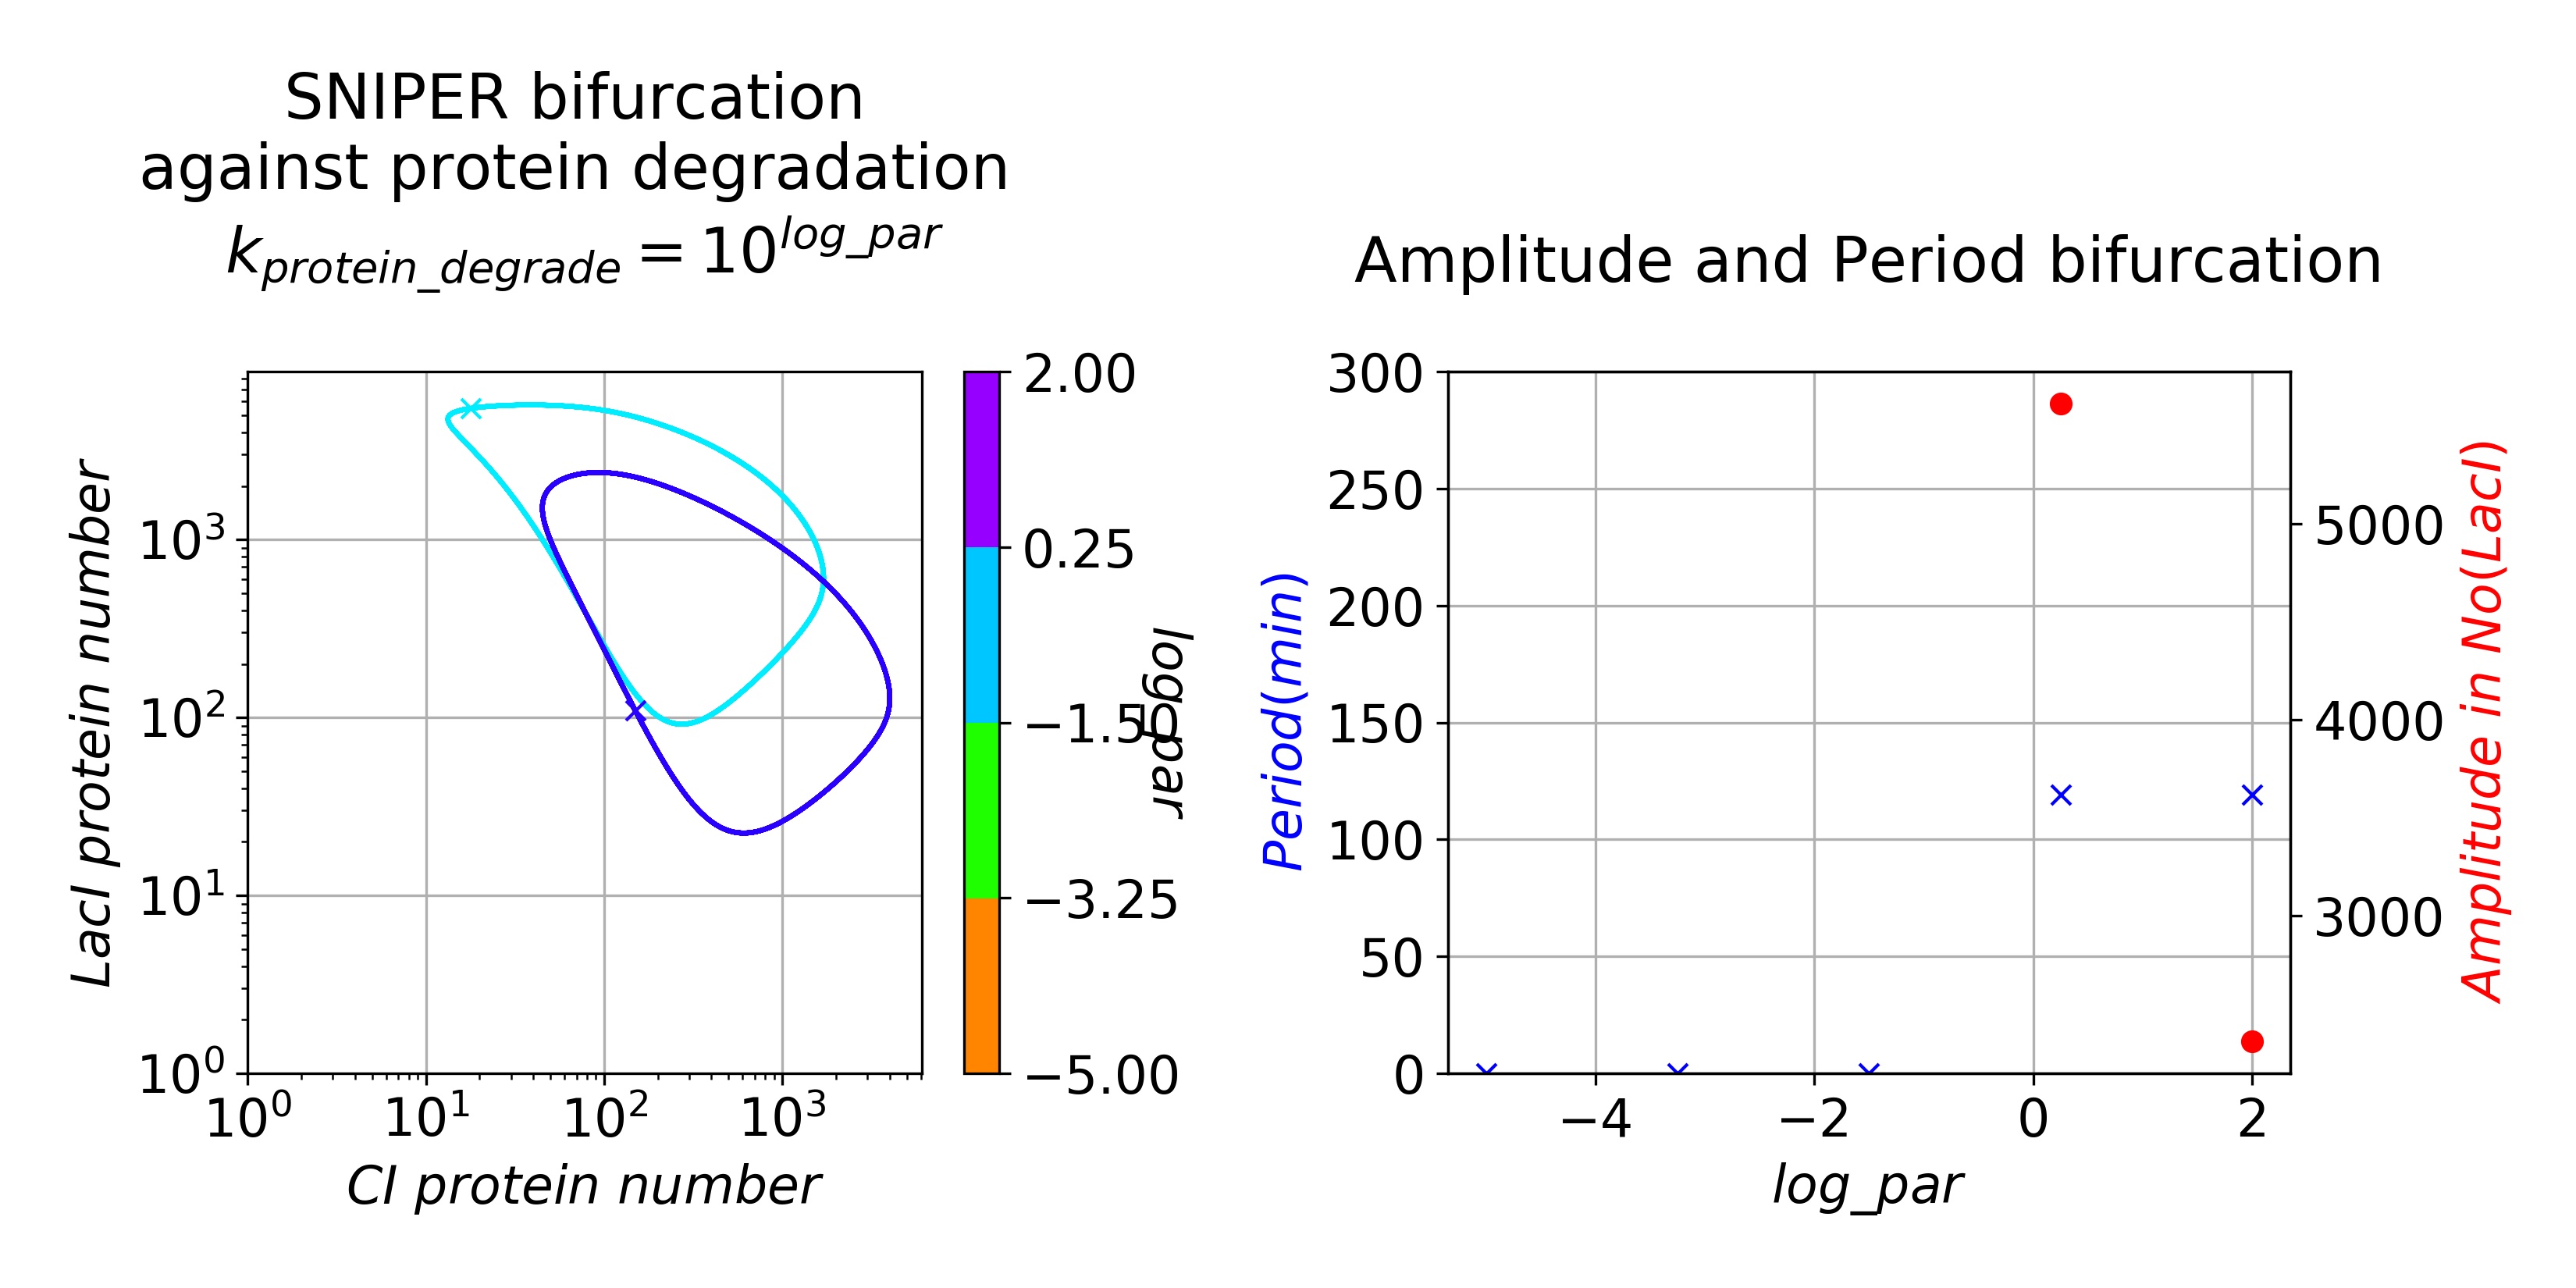 SNIPER bifurcation
against protein degradation
k_{protein_degrade} = 10^{log_par}
LacI protein number
10^3
10^2
10^1
10^0
10^0 10^1 10^2 10^3
CI protein number
2.00
0.25
−1.50
−3.25
−5.00
log_par
Amplitude and Period bifurcation
Period(min)
300
250
200
150
100
50
0
−4 −2 0 2
log_par
5000
4000
3000
Amplitude in No(LacI)